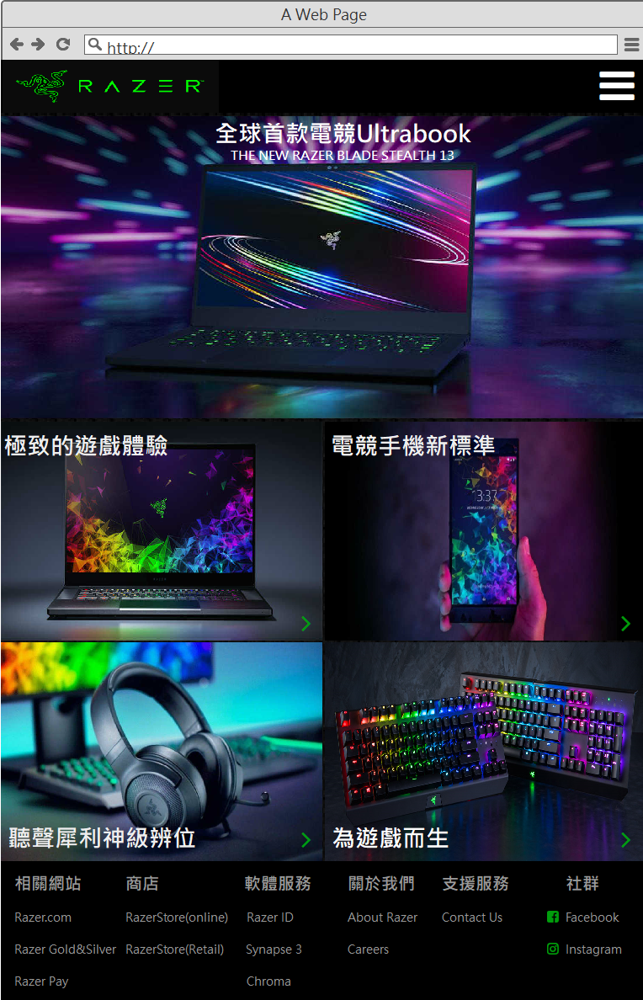 A Web Page
http://
RAZER™
全球首款電競Ultrabook
THE NEW RAZER BLADE STEALTH 13
極致的遊戲體驗
電競手機新標準
13:37
聽聲犀利神級辨位
為遊戲而生
相關網站 商店 軟體服務 關於我們 支援服務 社群
Razer.com RazerStore(online) Razer ID About Razer Contact Us Facebook
Razer Gold&Silver RazerStore(Retail) Synapse 3 Careers Instagram
Razer Pay Chroma